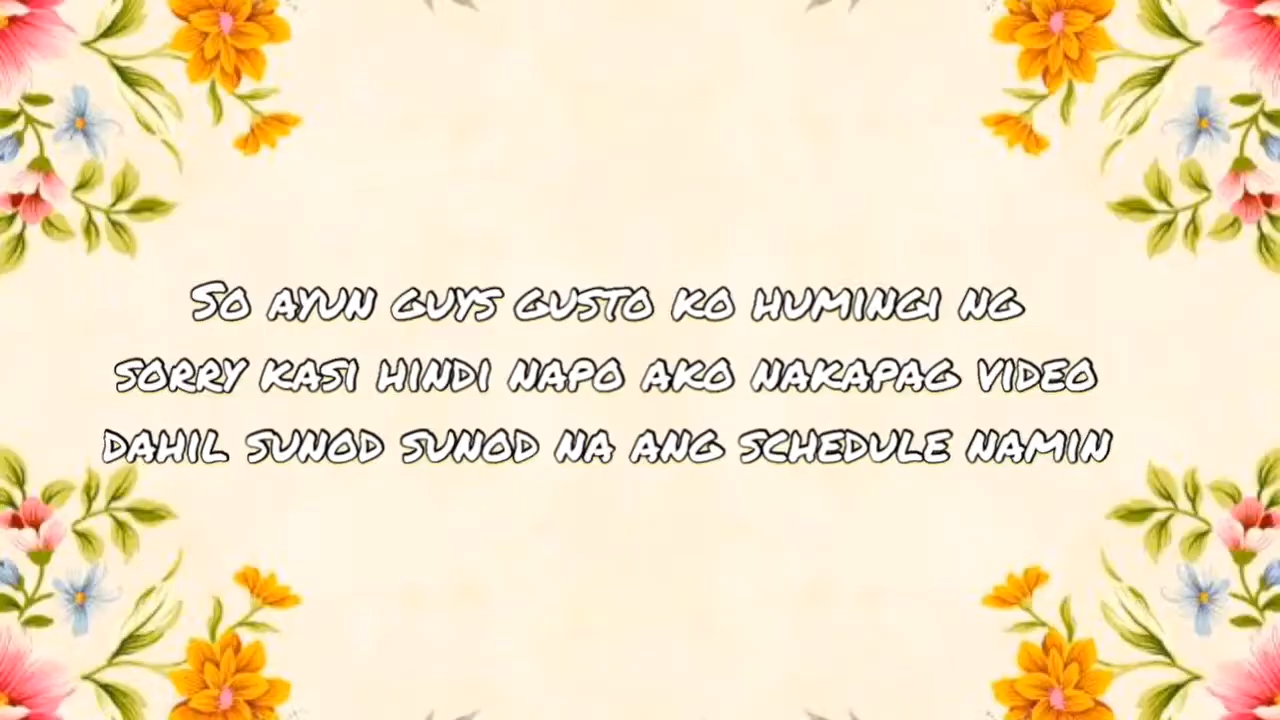 So ayun guys gusto ko humingi ng
sorry kasi hindi napo ako nakapag video
dahil sunod sunod na ang schedule namin